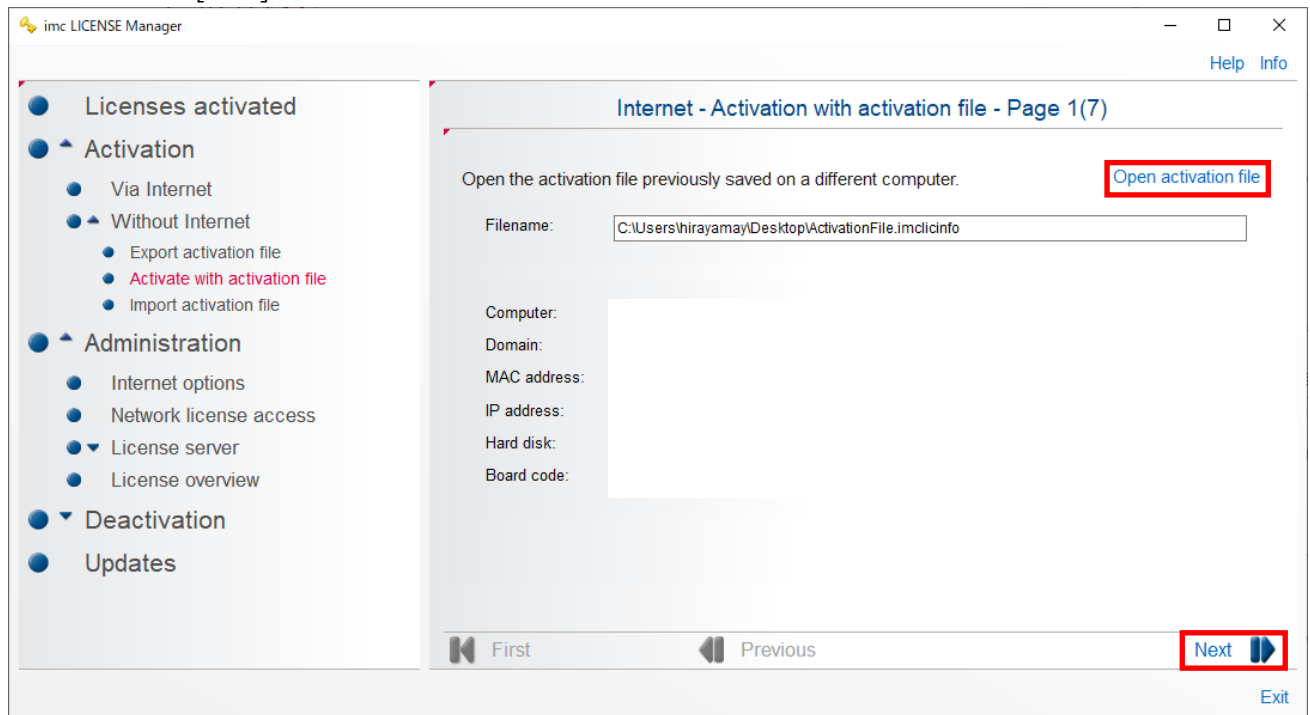 imc LICENSE Manager
Help Info
Licenses activated
Activation
Via Internet
Without Internet
Export activation file
Activate with activation file
Import activation file
Administration
Internet options
Network license access
License server
License overview
Deactivation
Updates
Internet - Activation with activation file - Page 1(7)
Open the activation file previously saved on a different computer.
Open activation file
Filename: C:\Users\hirayamay\Desktop\ActivationFile.imclicinfo
Computer:
Domain:
MAC address:
IP address:
Hard disk:
Board code:
First Previous Next
Exit